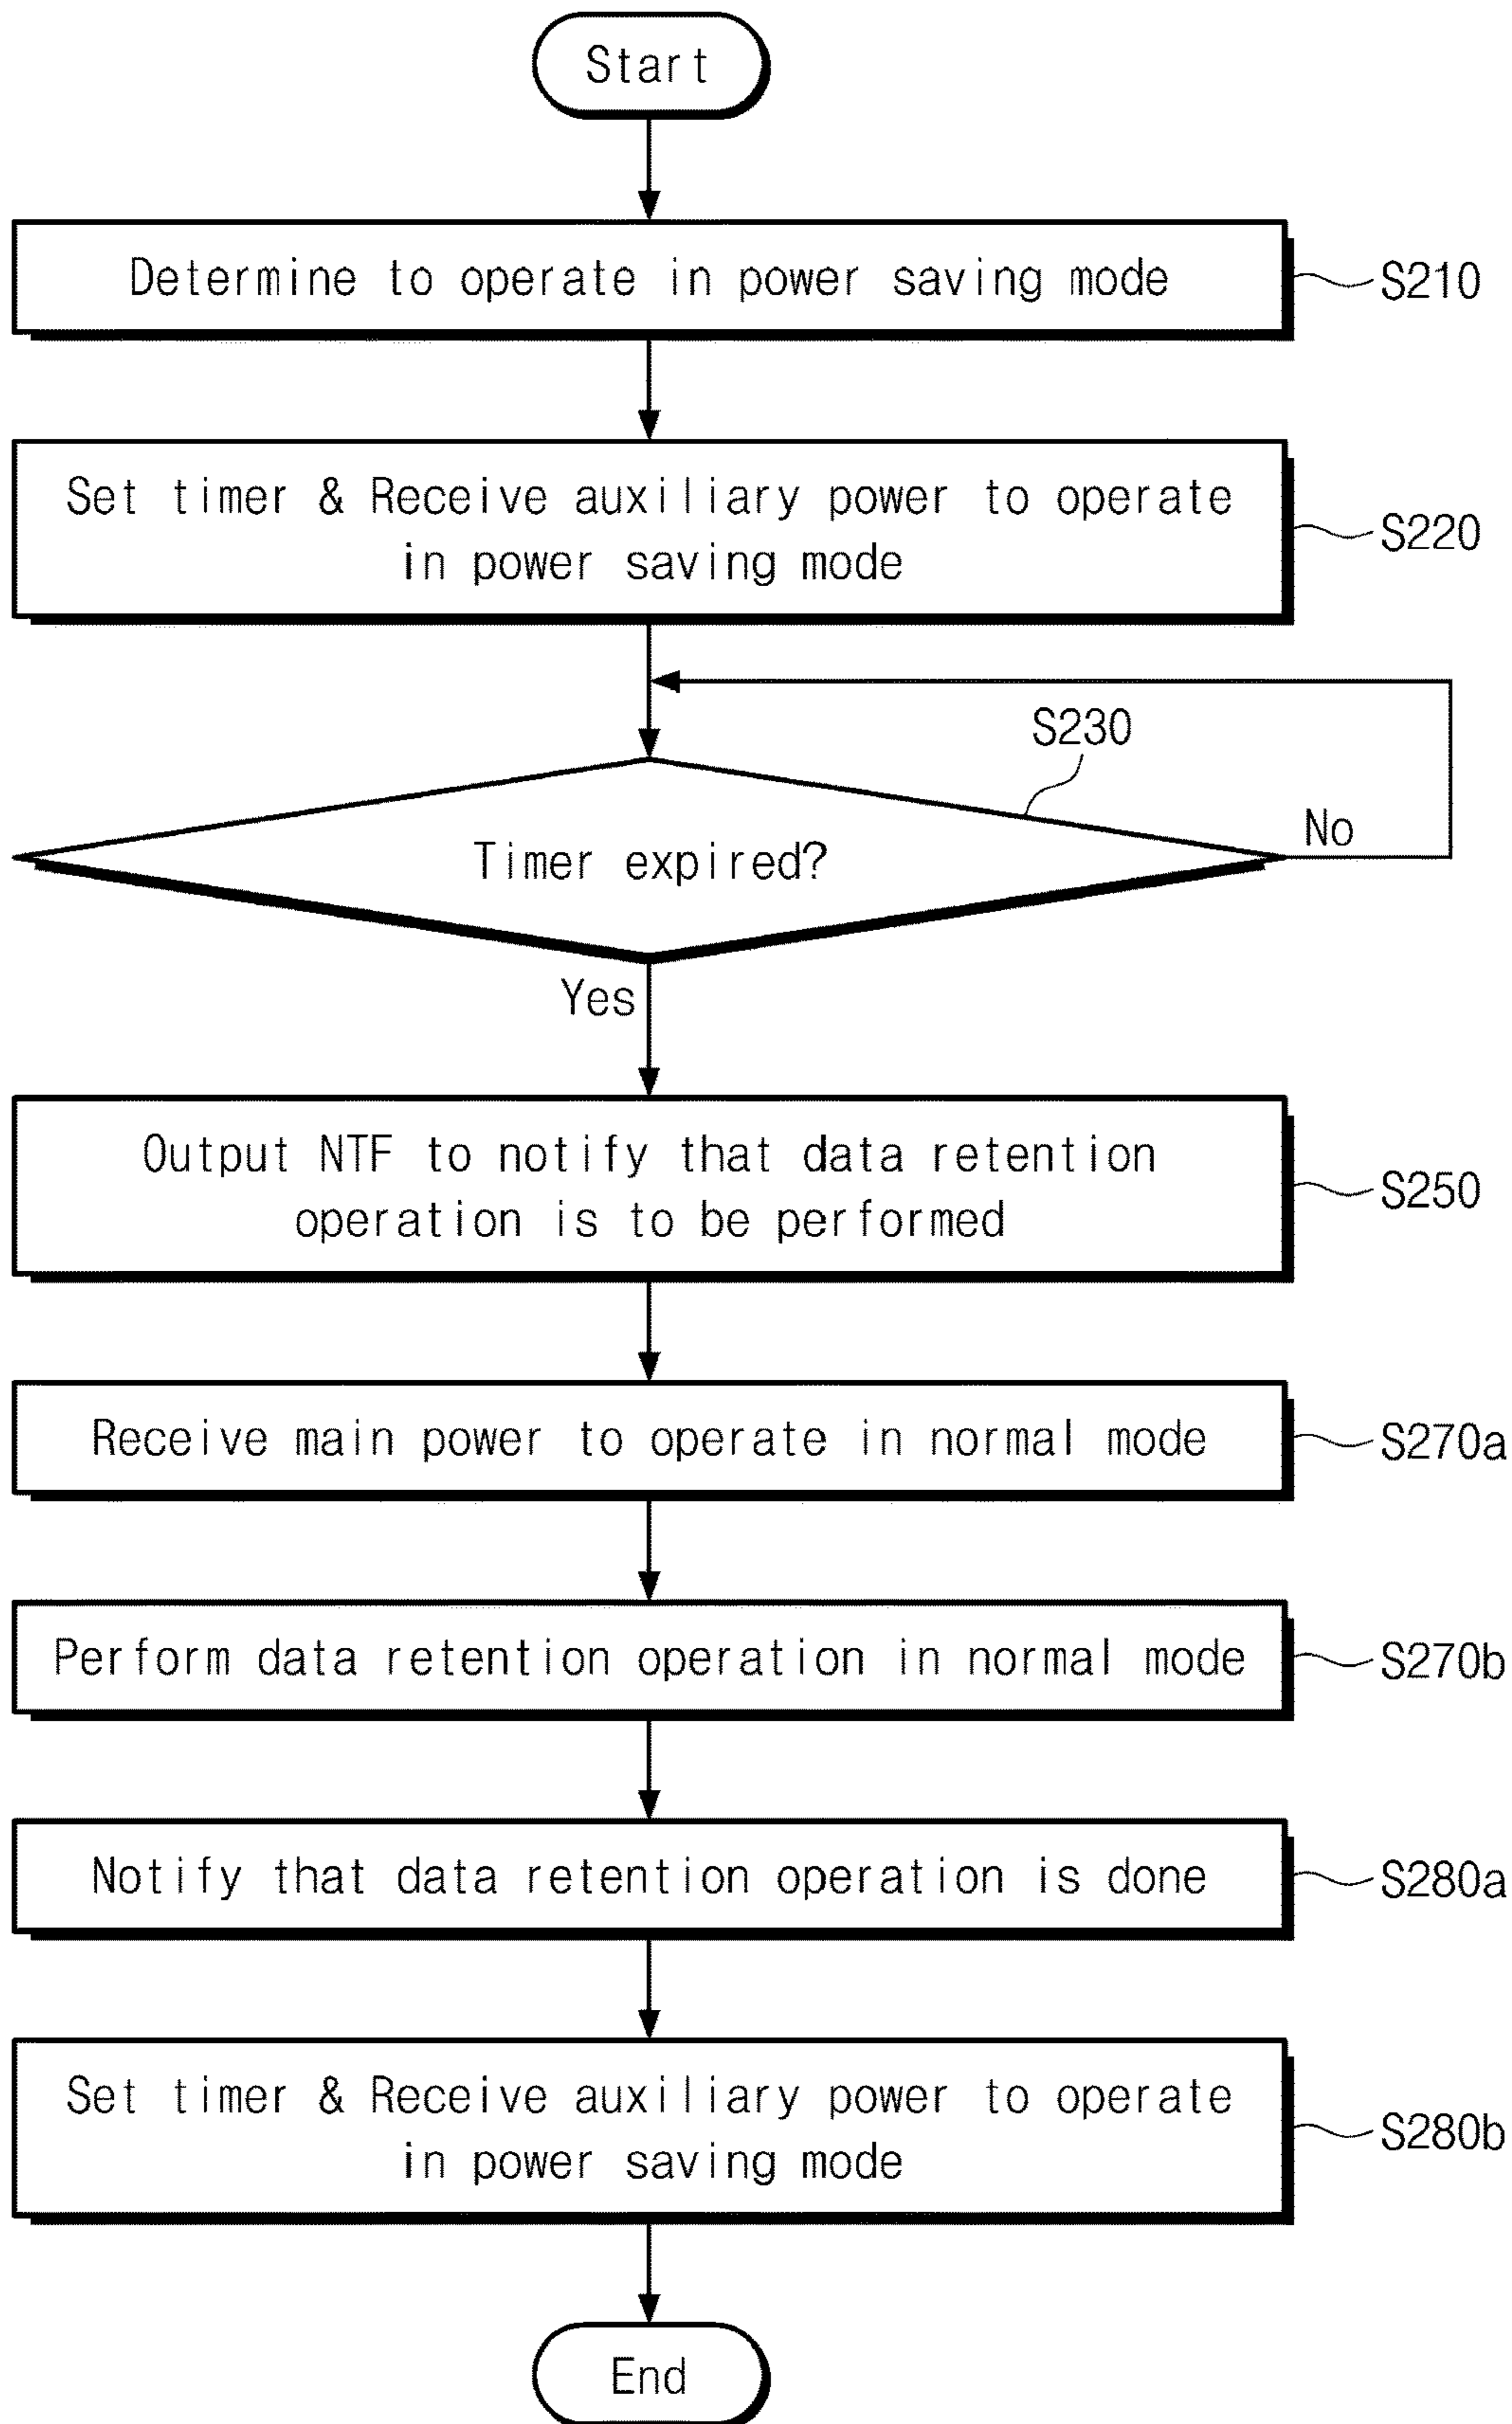 Start
Determine to operate in power saving mode
S210
Set timer & Receive auxiliary power to operate
in power saving mode
S220
S230
Timer expired?
No
Yes
Output NTF to notify that data retention
operation is to be performed
S250
Receive main power to operate in normal mode
S270a
Perform data retention operation in normal mode
S270b
Notify that data retention operation is done
S280a
Set timer & Receive auxiliary power to operate
in power saving mode
S280b
End